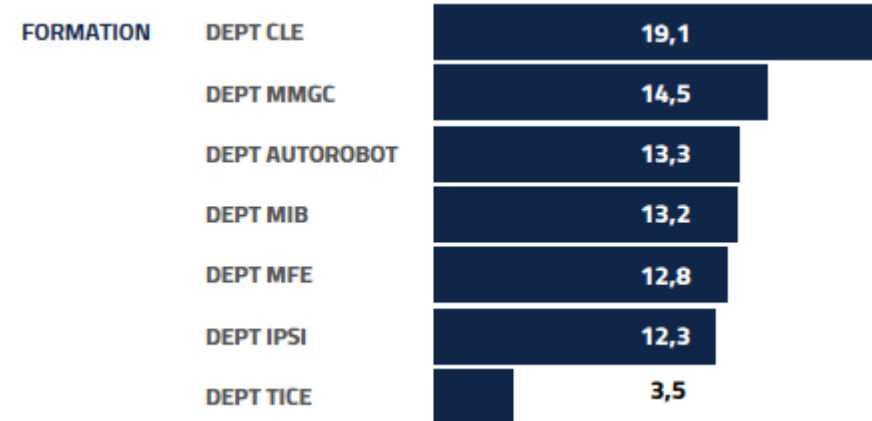 FORMATION DEPT CLE 19,1
DEPT MMGC 14,5
DEPT AUTOROBOT 13,3
DEPT MIB 13,2
DEPT MFE 12,8
DEPT IPSI 12,3
DEPT TICE 3,5